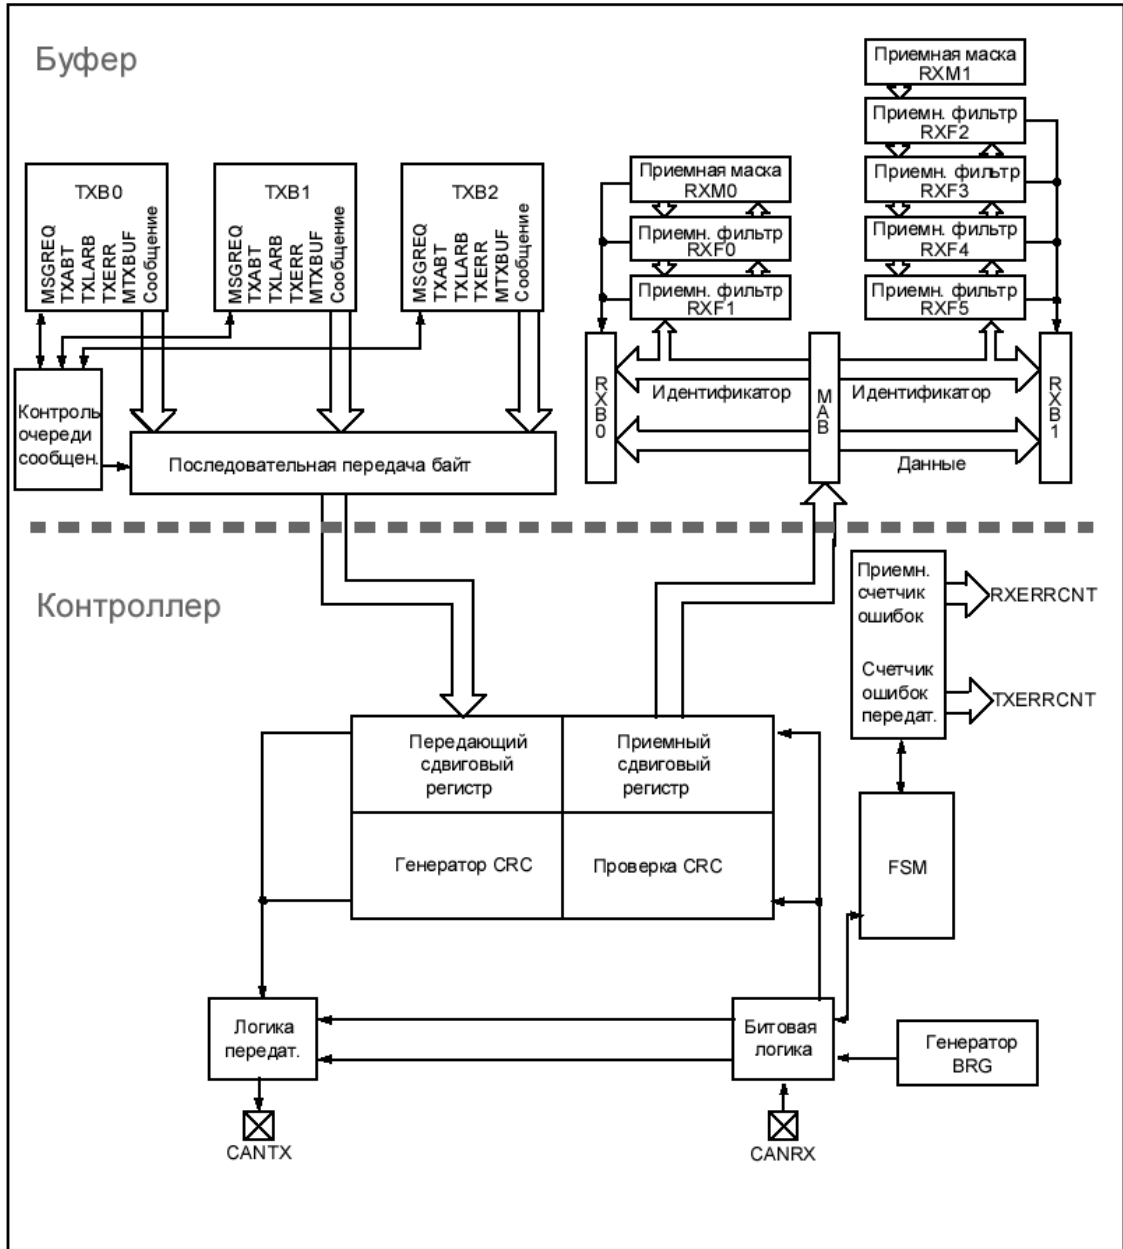 Буфер
TXB0
MSGREQ
TXABT
TXLARB
TXERR
MTXBUF
Сообщение
TXB1
MSGREQ
TXABT
TXLARB
TXERR
MTXBUF
Сообщение
TXB2
MSGREQ
TXABT
TXLARB
TXERR
MTXBUF
Сообщение
Приемная маска
RXM0
Приемн. фильтр
RXF0
Приемн. фильтр
RXF1
Приемная маска
RXM1
Приемн. фильтр
RXF2
Приемн. фильтр
RXF3
Приемн. фильтр
RXF4
Приемн. фильтр
RXF5
RXB0
Идентификатор
MAB
Идентификатор
RXB1
Данные
Контроль
очереди
сообщен.
Последовательная передача байт
Контроллер
Приемн.
счетчик
ошибок
RXERRCNT
Счетчик
ошибок
передат.
TXERRCNT
Передающий
сдвиговый
регистр
Приемный
сдвиговый
регистр
Генератор CRC
Проверка CRC
FSM
Логика
передат.
Битовая
логика
Генератор
BRG
CANTX
CANRX